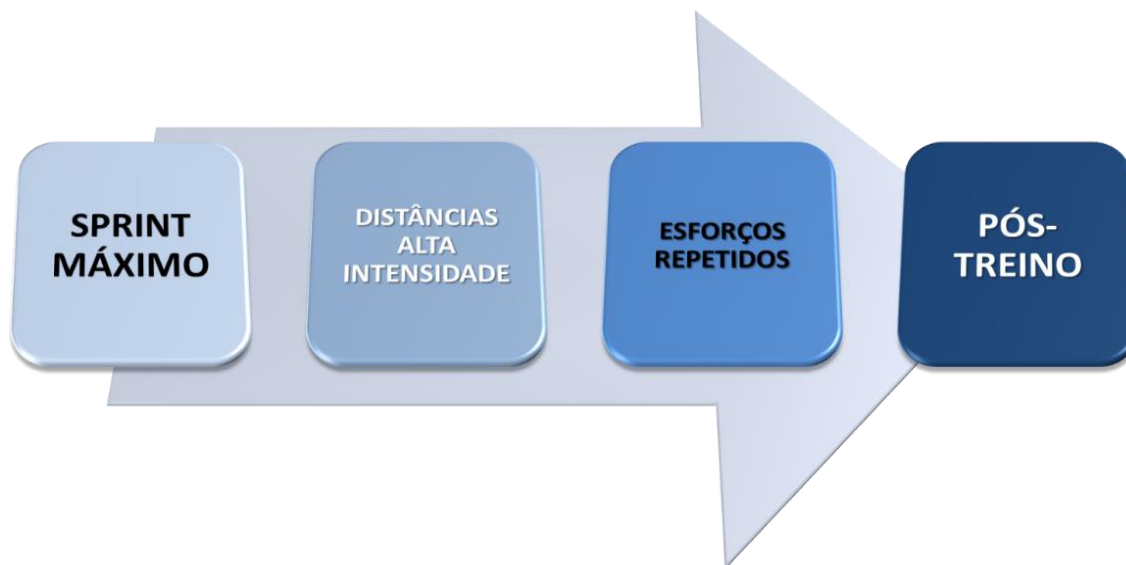 SPRINT
MÁXIMO
DISTÂNCIAS
ALTA
INTENSIDADE
ESFORÇOS
REPETIDOS
PÓS-
TREINO